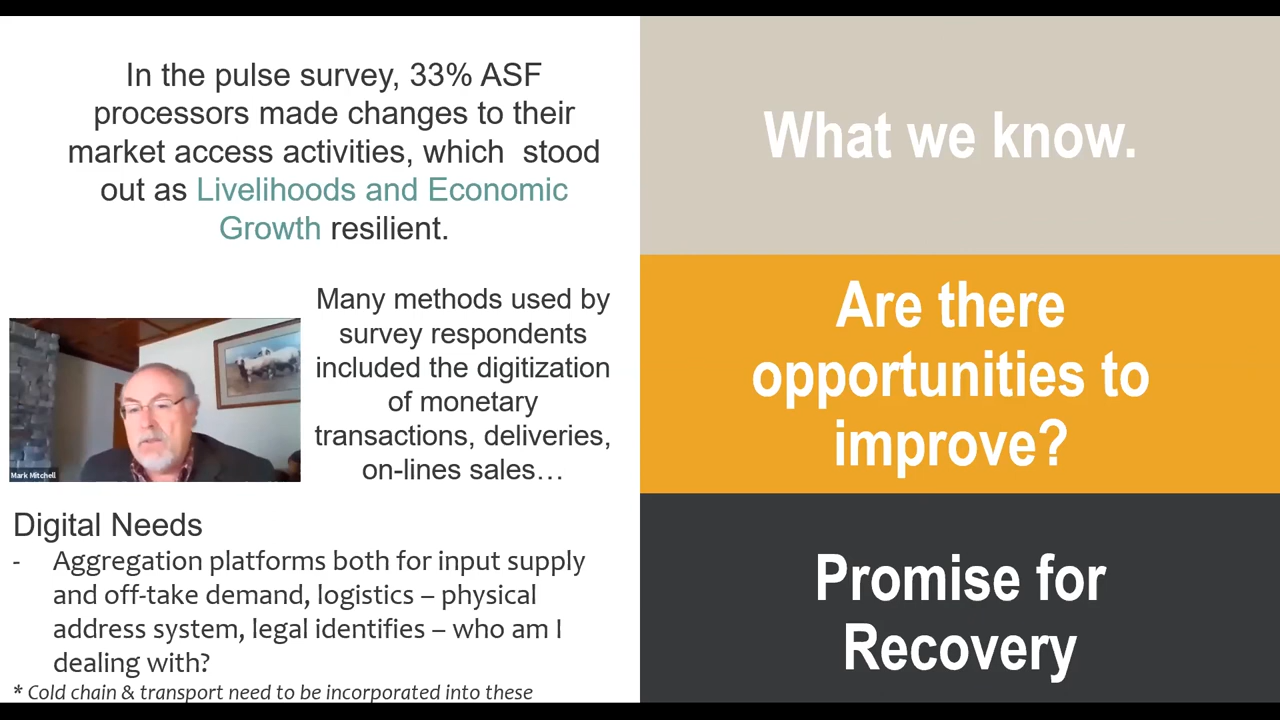 In the pulse survey, 33% ASF
processors made changes to their
market access activities, which  stood
out as Livelihoods and Economic
Growth resilient.
Many methods used by
survey respondents
included the digitization
of monetary
transactions, deliveries,
on-lines sales…
Mark Mitchell
Digital Needs
- Aggregation platforms both for input supply
and off-take demand, logistics – physical
address system, legal identifies – who am I
dealing with?
* Cold chain & transport need to be incorporated into these
What we know.
Are there
opportunities to
improve?
Promise for
Recovery